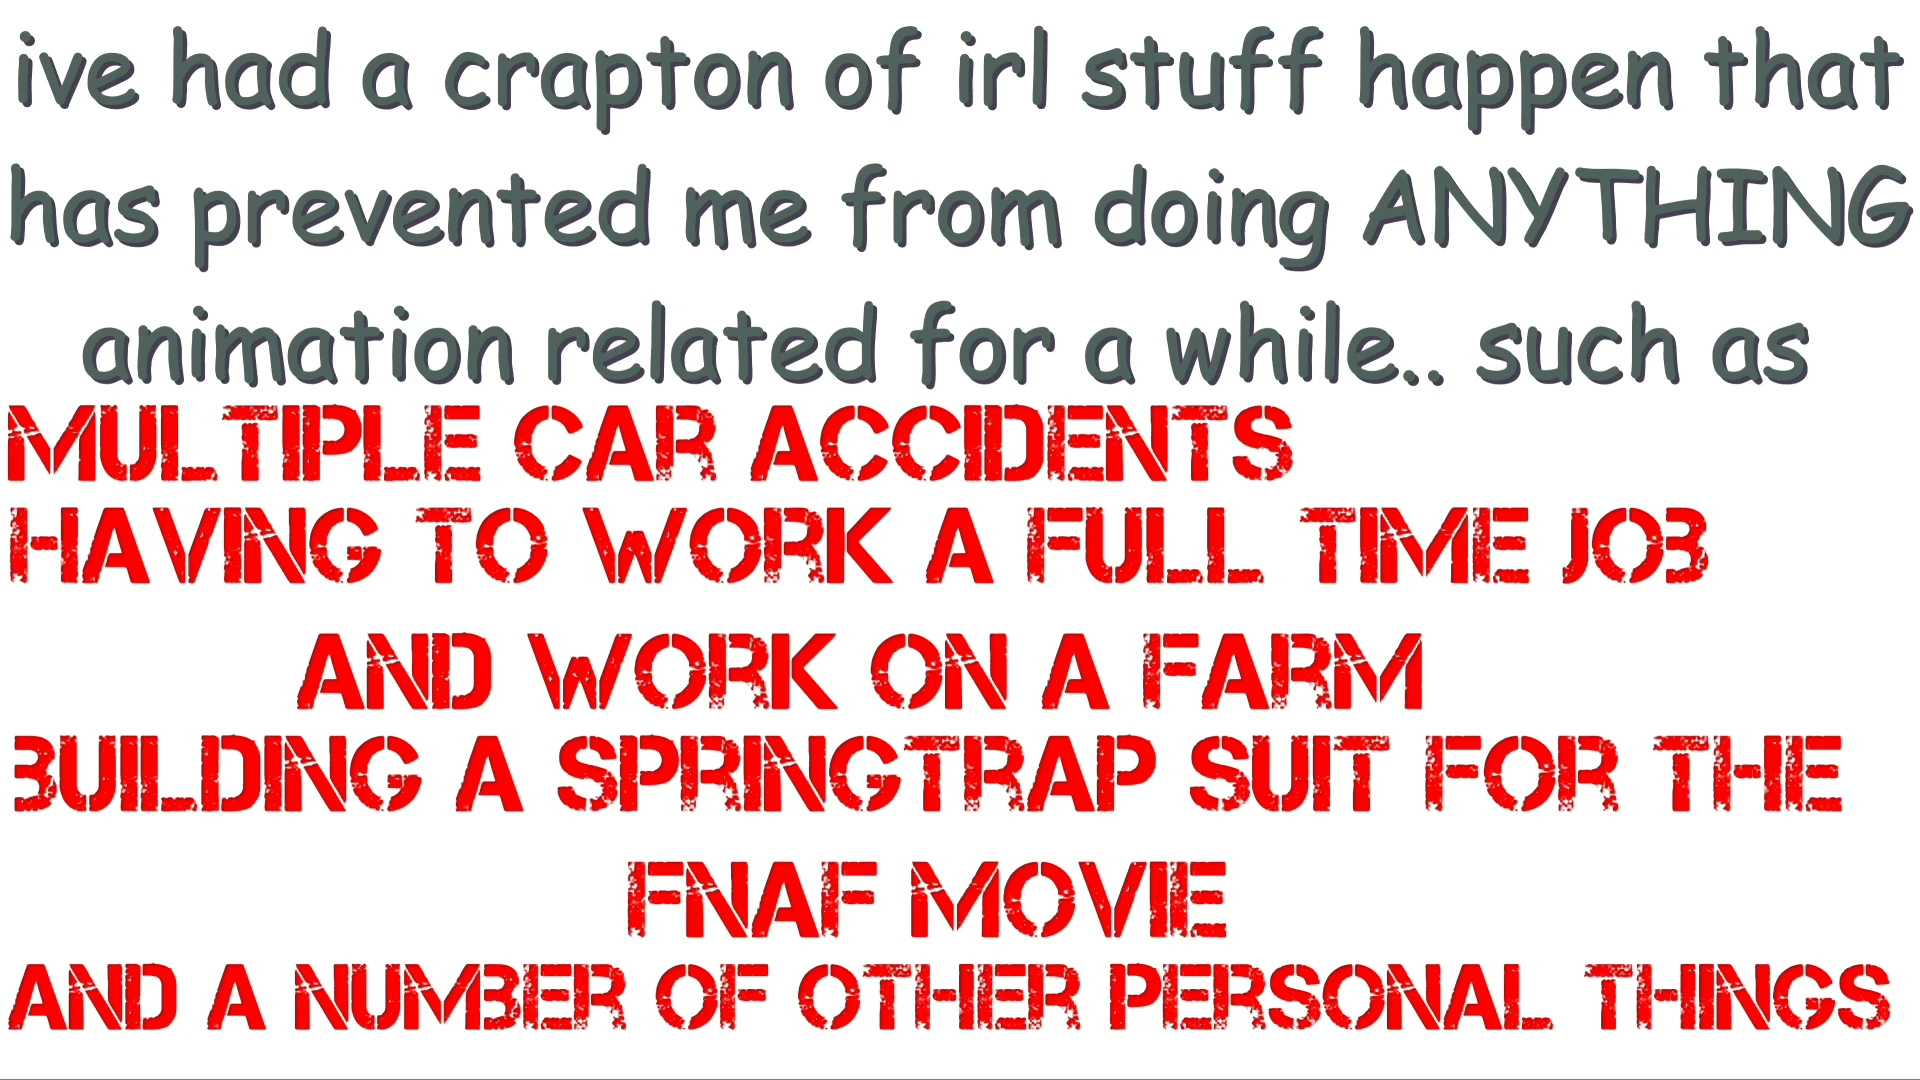 ive had a crapton of irl stuff happen that
has prevented me from doing ANYTHING
animation related for a while.. such as
MULTIPLE CAR ACCIDENTS
HAVING TO WORK A FULL TIME JOB
AND WORK ON A FARM
BUILDING A SPRINGTRAP SUIT FOR THE
FNAF MOVIE
AND A NUMBER OF OTHER PERSONAL THINGS